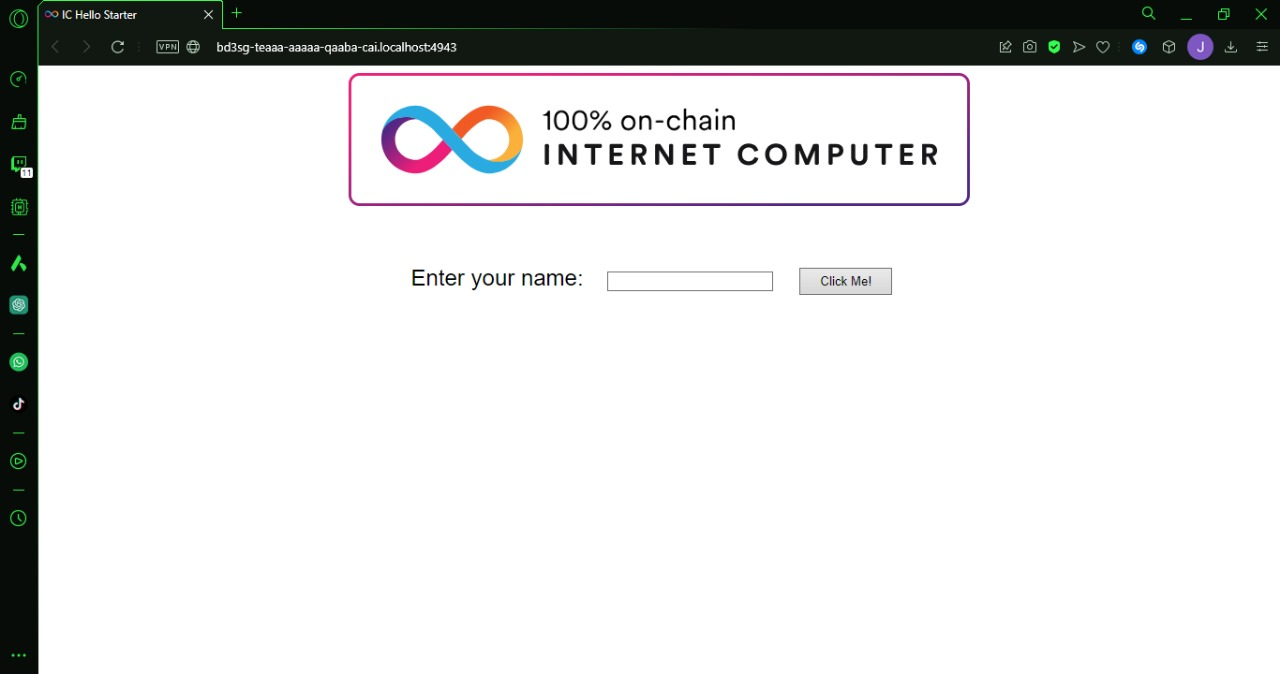 IC Hello Starter
VPN
bd3sg-teaaa-aaaaa-qaaba-cai.localhost:4943
J
11
100% on-chain
INTERNET COMPUTER
Enter your name:
Click Me!